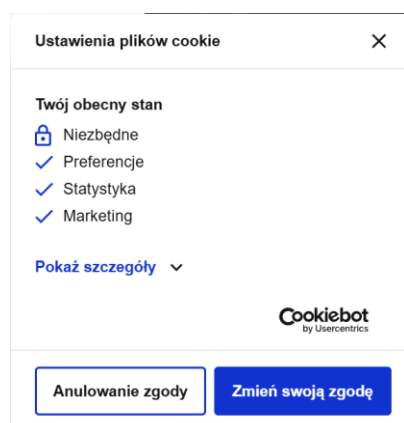 Ustawienia plików cookie
Twój obecny stan
Niezbędne
Preferencje
Statystyka
Marketing
Pokaż szczegóły
Cookiebot
by Usercentrics
Anulowanie zgody
Zmień swoją zgodę